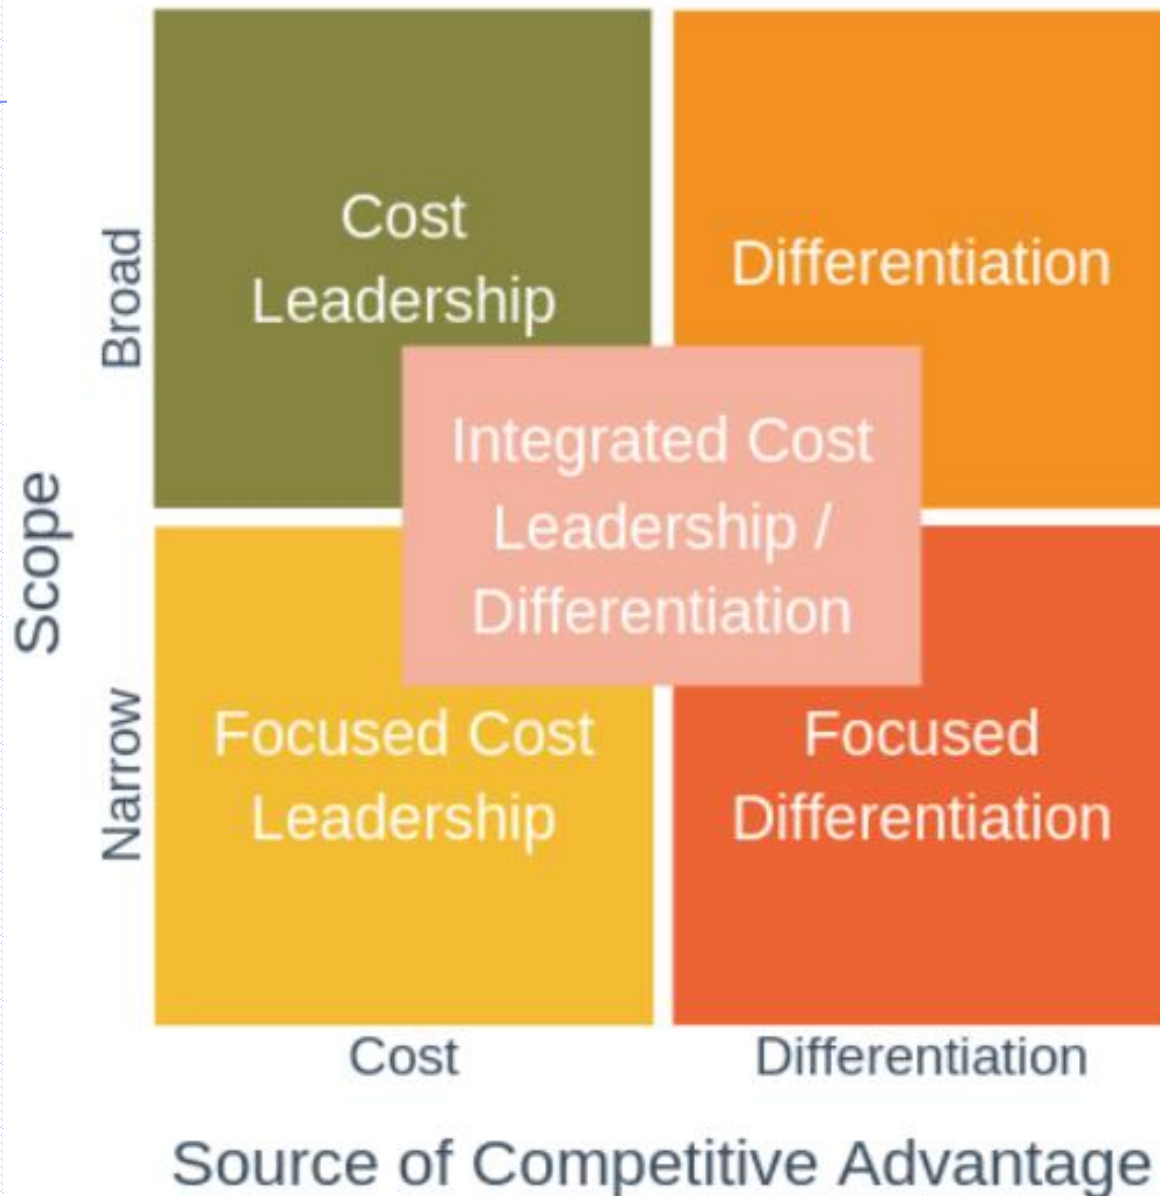 Cost
Leadership
Differentiation
Broad
Integrated Cost
Leadership /
Differentiation
Scope
Narrow
Focused Cost
Leadership
Focused
Differentiation
Cost
Differentiation
Source of Competitive Advantage